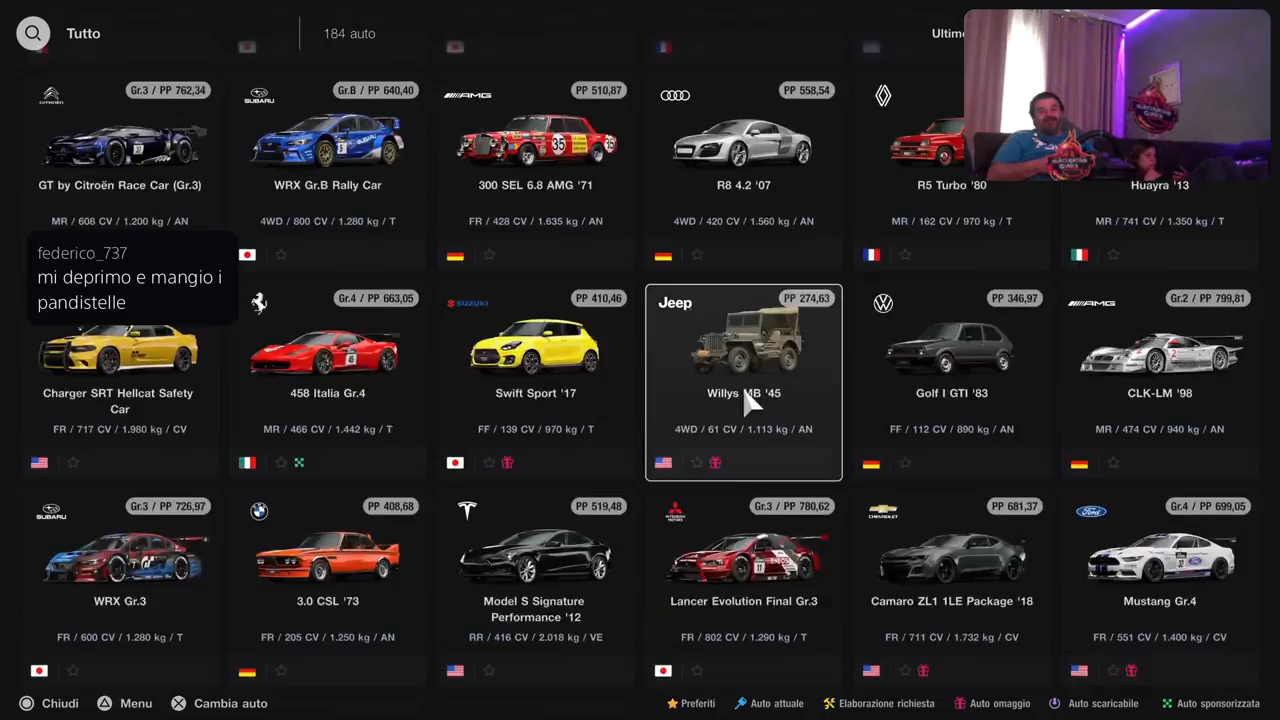 Tutto
184 auto
Ultimo
Gr.3 / PP 762,34
Gr.B / PP 640,40
AMG
PP 510,87
PP 558,54
CITROËN
SUBARU
GT by Citroën Race Car (Gr.3)
WRX Gr.B Rally Car
300 SEL 6.8 AMG '71
R8 4.2 '07
R5 Turbo '80
Huayra '13
MR / 608 CV / 1.200 kg / AN
4WD / 800 CV / 1.280 kg / T
FR / 428 CV / 1.635 kg / AN
4WD / 420 CV / 1.560 kg / AN
MR / 162 CV / 970 kg / T
MR / 741 CV / 1.350 kg / T
federico_737
mi deprimo e mangio i
pandistelle
Gr.4 / PP 663,05
SUZUKI
PP 410,46
Jeep
PP 274,63
PP 346,97
AMG
Gr.2 / PP 799,81
Charger SRT Hellcat Safety
Car
458 Italia Gr.4
Swift Sport '17
Willys MB '45
Golf I GTI '83
CLK-LM '98
FR / 717 CV / 1.980 kg / CV
MR / 466 CV / 1.442 kg / T
FF / 139 CV / 970 kg / T
4WD / 61 CV / 1.113 kg / AN
FF / 112 CV / 890 kg / AN
MR / 474 CV / 940 kg / AN
SUBARU
Gr.3 / PP 726,97
PP 408,68
PP 519,48
MITSUBISHI
MOTORS
Gr.3 / PP 780,62
CHEVROLET
PP 681,37
Ford
Gr.4 / PP 699,05
WRX Gr.3
3.0 CSL '73
Model S Signature
Performance '12
Lancer Evolution Final Gr.3
Camaro ZL1 1LE Package '18
Mustang Gr.4
FR / 600 CV / 1.280 kg / T
FR / 205 CV / 1.250 kg / AN
RR / 416 CV / 2.018 kg / VE
FR / 802 CV / 1.290 kg / T
FR / 711 CV / 1.732 kg / CV
FR / 551 CV / 1.400 kg / CV
Chiudi
Menu
Cambia auto
Preferiti
Auto attuale
Elaborazione richiesta
Auto omaggio
Auto scaricabile
Auto sponsorizzata